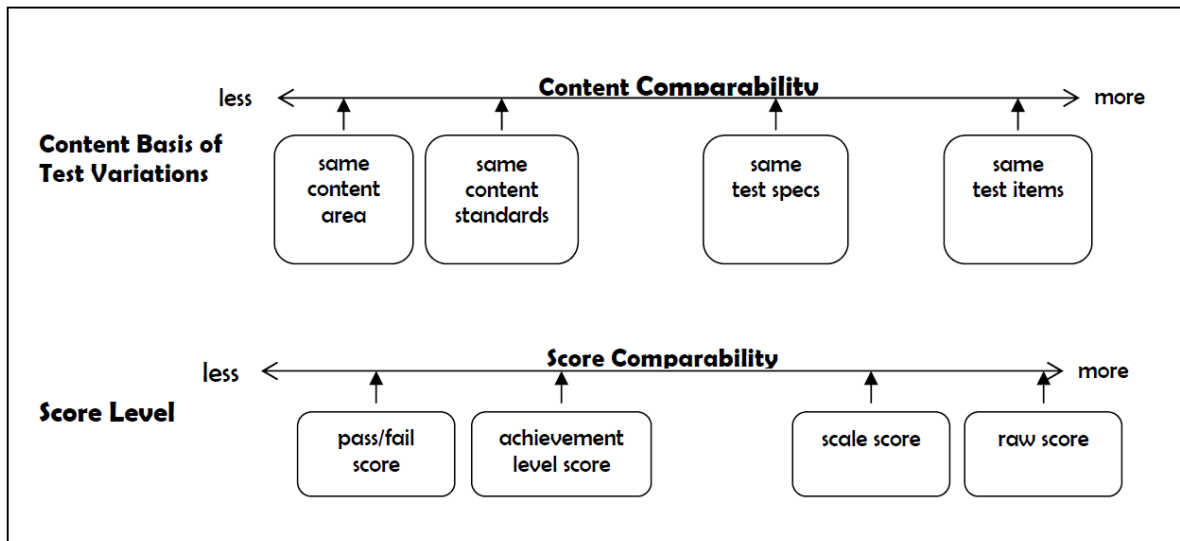 Content Comparability
less
more
Content Basis of
Test Variations
same
content
area
same
content
standards
same
test specs
same
test items
Score Comparability
less
more
Score Level
pass/fail
score
achievement
level score
scale score
raw score